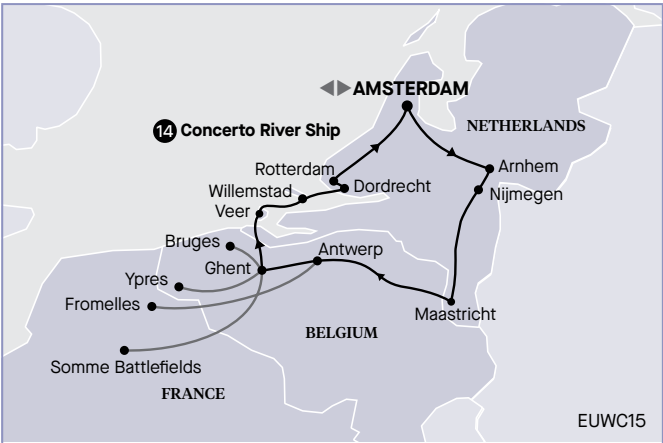 AMSTERDAM
14 Concerto River Ship
NETHERLANDS
Rotterdam
Arnhem
Willemstad
Dordrecht
Nijmegen
Veer
Bruges
Antwerp
Ghent
Ypres
Fromelles
Maastricht
BELGIUM
Somme Battlefields
FRANCE
EUWC15